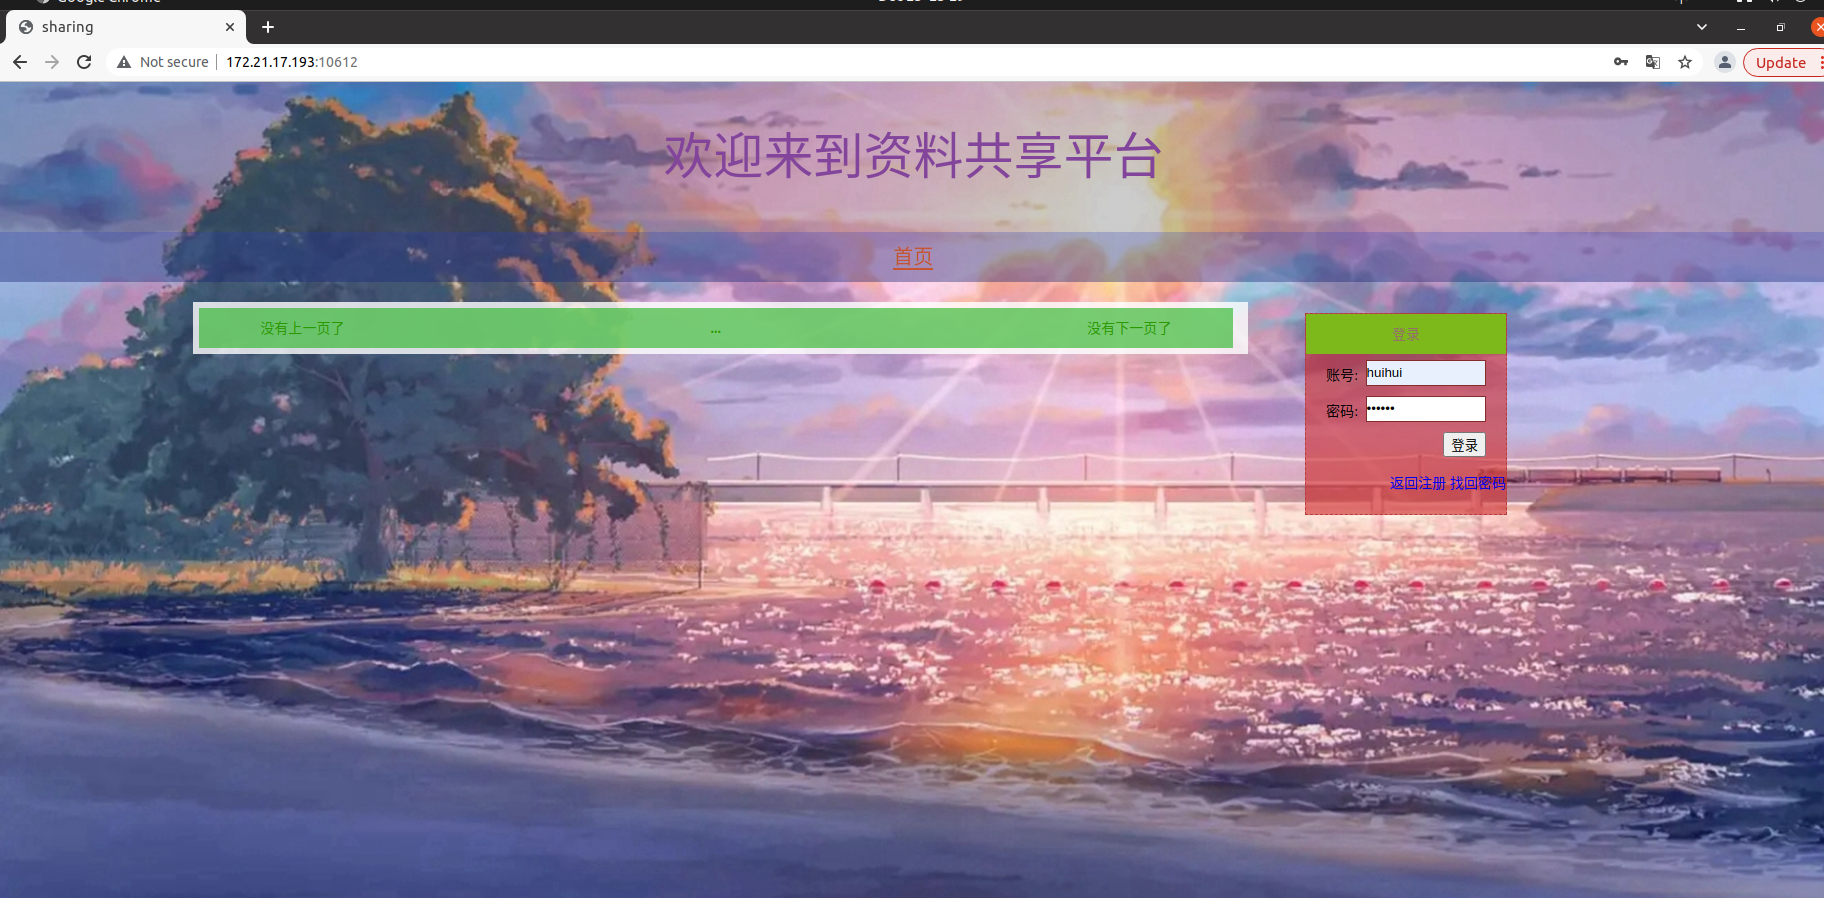 sharing
Not secure
172.21.17.193:10612
Update
欢迎来到资料共享平台
首页
没有上一页了 ... 没有下一页了
登录
账号: huihui
密码: ••••••
登录
返回注册 找回密码